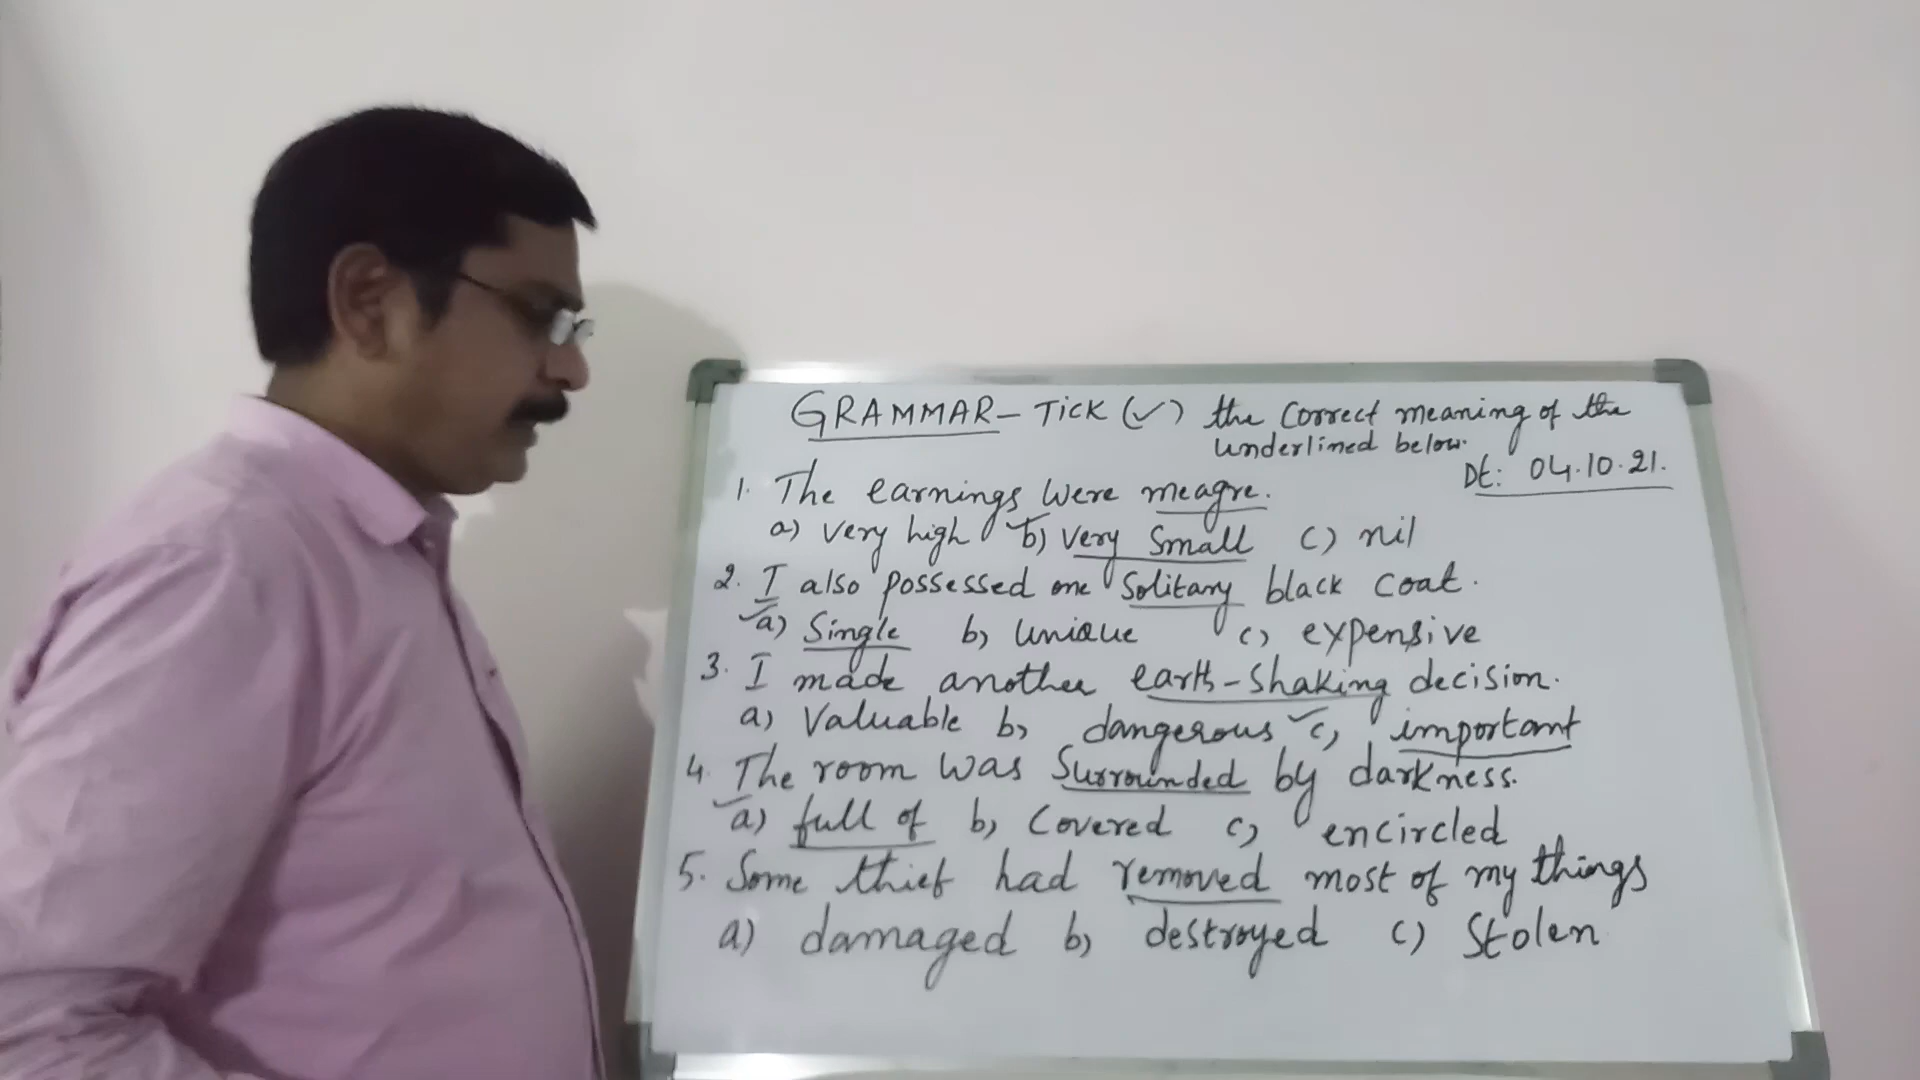 GRAMMAR - TICK (✓) the correct meaning of the
underlined below.
Dt: 04.10.21.
1. The earnings were meagre.
a) very high ✓b) very small c) nil
2. I also possessed one solitary black coat.
✓a) Single b) unique c) expensive
3. I made another earth-shaking decision.
a) Valuable b) dangerous ✓c) important
4. The room was surrounded by darkness.
✓a) full of b) covered c) encircled
5. Some thief had removed most of my things
a) damaged b) destroyed c) Stolen